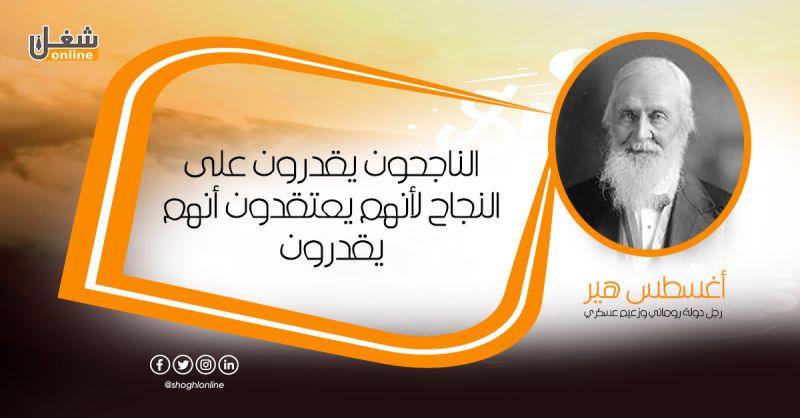 شغل
online
الناجحون يقدرون على
النجاح لأنهم يعتقدون أنهم
يقدرون
أغسطس هير
رجل دولة روماني وزعيم عسكري
@shoghlonline